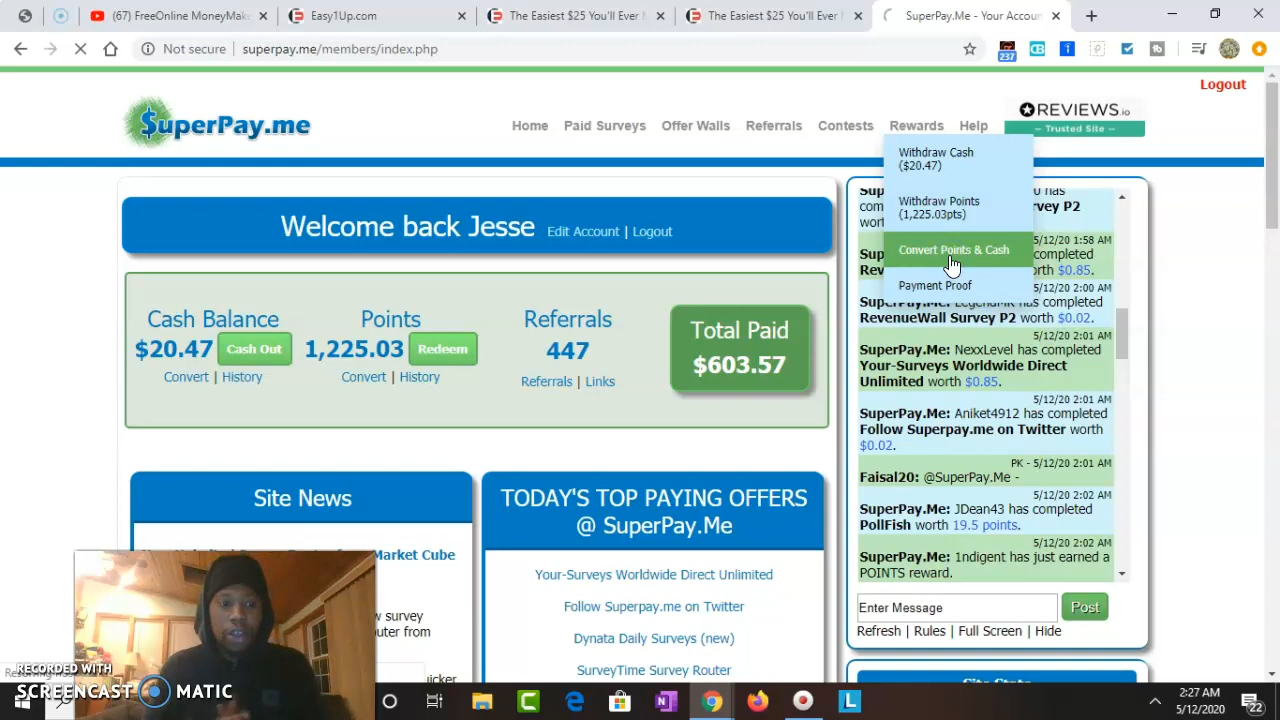 (67) FreeOnline MoneyMake
Easy1Up.com
The Easiest $25 You'll Ever M
The Easiest $25 You'll Ever M
SuperPay.Me - Your Accoun
Not secure
superpay.me/members/index.php
237
Logout
$uperPay.me
Home
Paid Surveys
Offer Walls
Referrals
Contests
Rewards
Help
REVIEWS.io
– Trusted Site –
Withdraw Cash
($20.47)
Withdraw Points
(1,225.03pts)
Convert Points & Cash
Payment Proof
Welcome back Jesse
Edit Account | Logout
Cash Balance
$20.47
Cash Out
Convert | History
Points
1,225.03
Redeem
Convert | History
Referrals
447
Referrals | Links
Total Paid
$603.57
Site News
Market Cube
TODAY'S TOP PAYING OFFERS
@ SuperPay.Me
Your-Surveys Worldwide Direct Unlimited
Follow Superpay.me on Twitter
Dynata Daily Surveys (new)
SurveyTime Survey Router
has
rvey P2
5/12/20 1:58 AM
completed
orth $0.85.
5/12/20 2:00 AM
SuperPay.Me: LegendMK has completed
RevenueWall Survey P2 worth $0.02.
5/12/20 2:01 AM
SuperPay.Me: NexxLevel has completed
Your-Surveys Worldwide Direct
Unlimited worth $0.85.
5/12/20 2:01 AM
SuperPay.Me: Aniket4912 has completed
Follow Superpay.me on Twitter worth
$0.02.
PK - 5/12/20 2:01 AM
Faisal20: @SuperPay.Me -
5/12/20 2:02 AM
SuperPay.Me: JDean43 has completed
PollFish worth 19.5 points.
5/12/20 2:02 AM
SuperPay.Me: 1ndigent has just earned a
POINTS reward.
Enter Message
Post
Refresh | Rules | Full Screen | Hide
RECORDED WITH
SCREENCAST MATIC
2:27 AM
5/12/2020
22